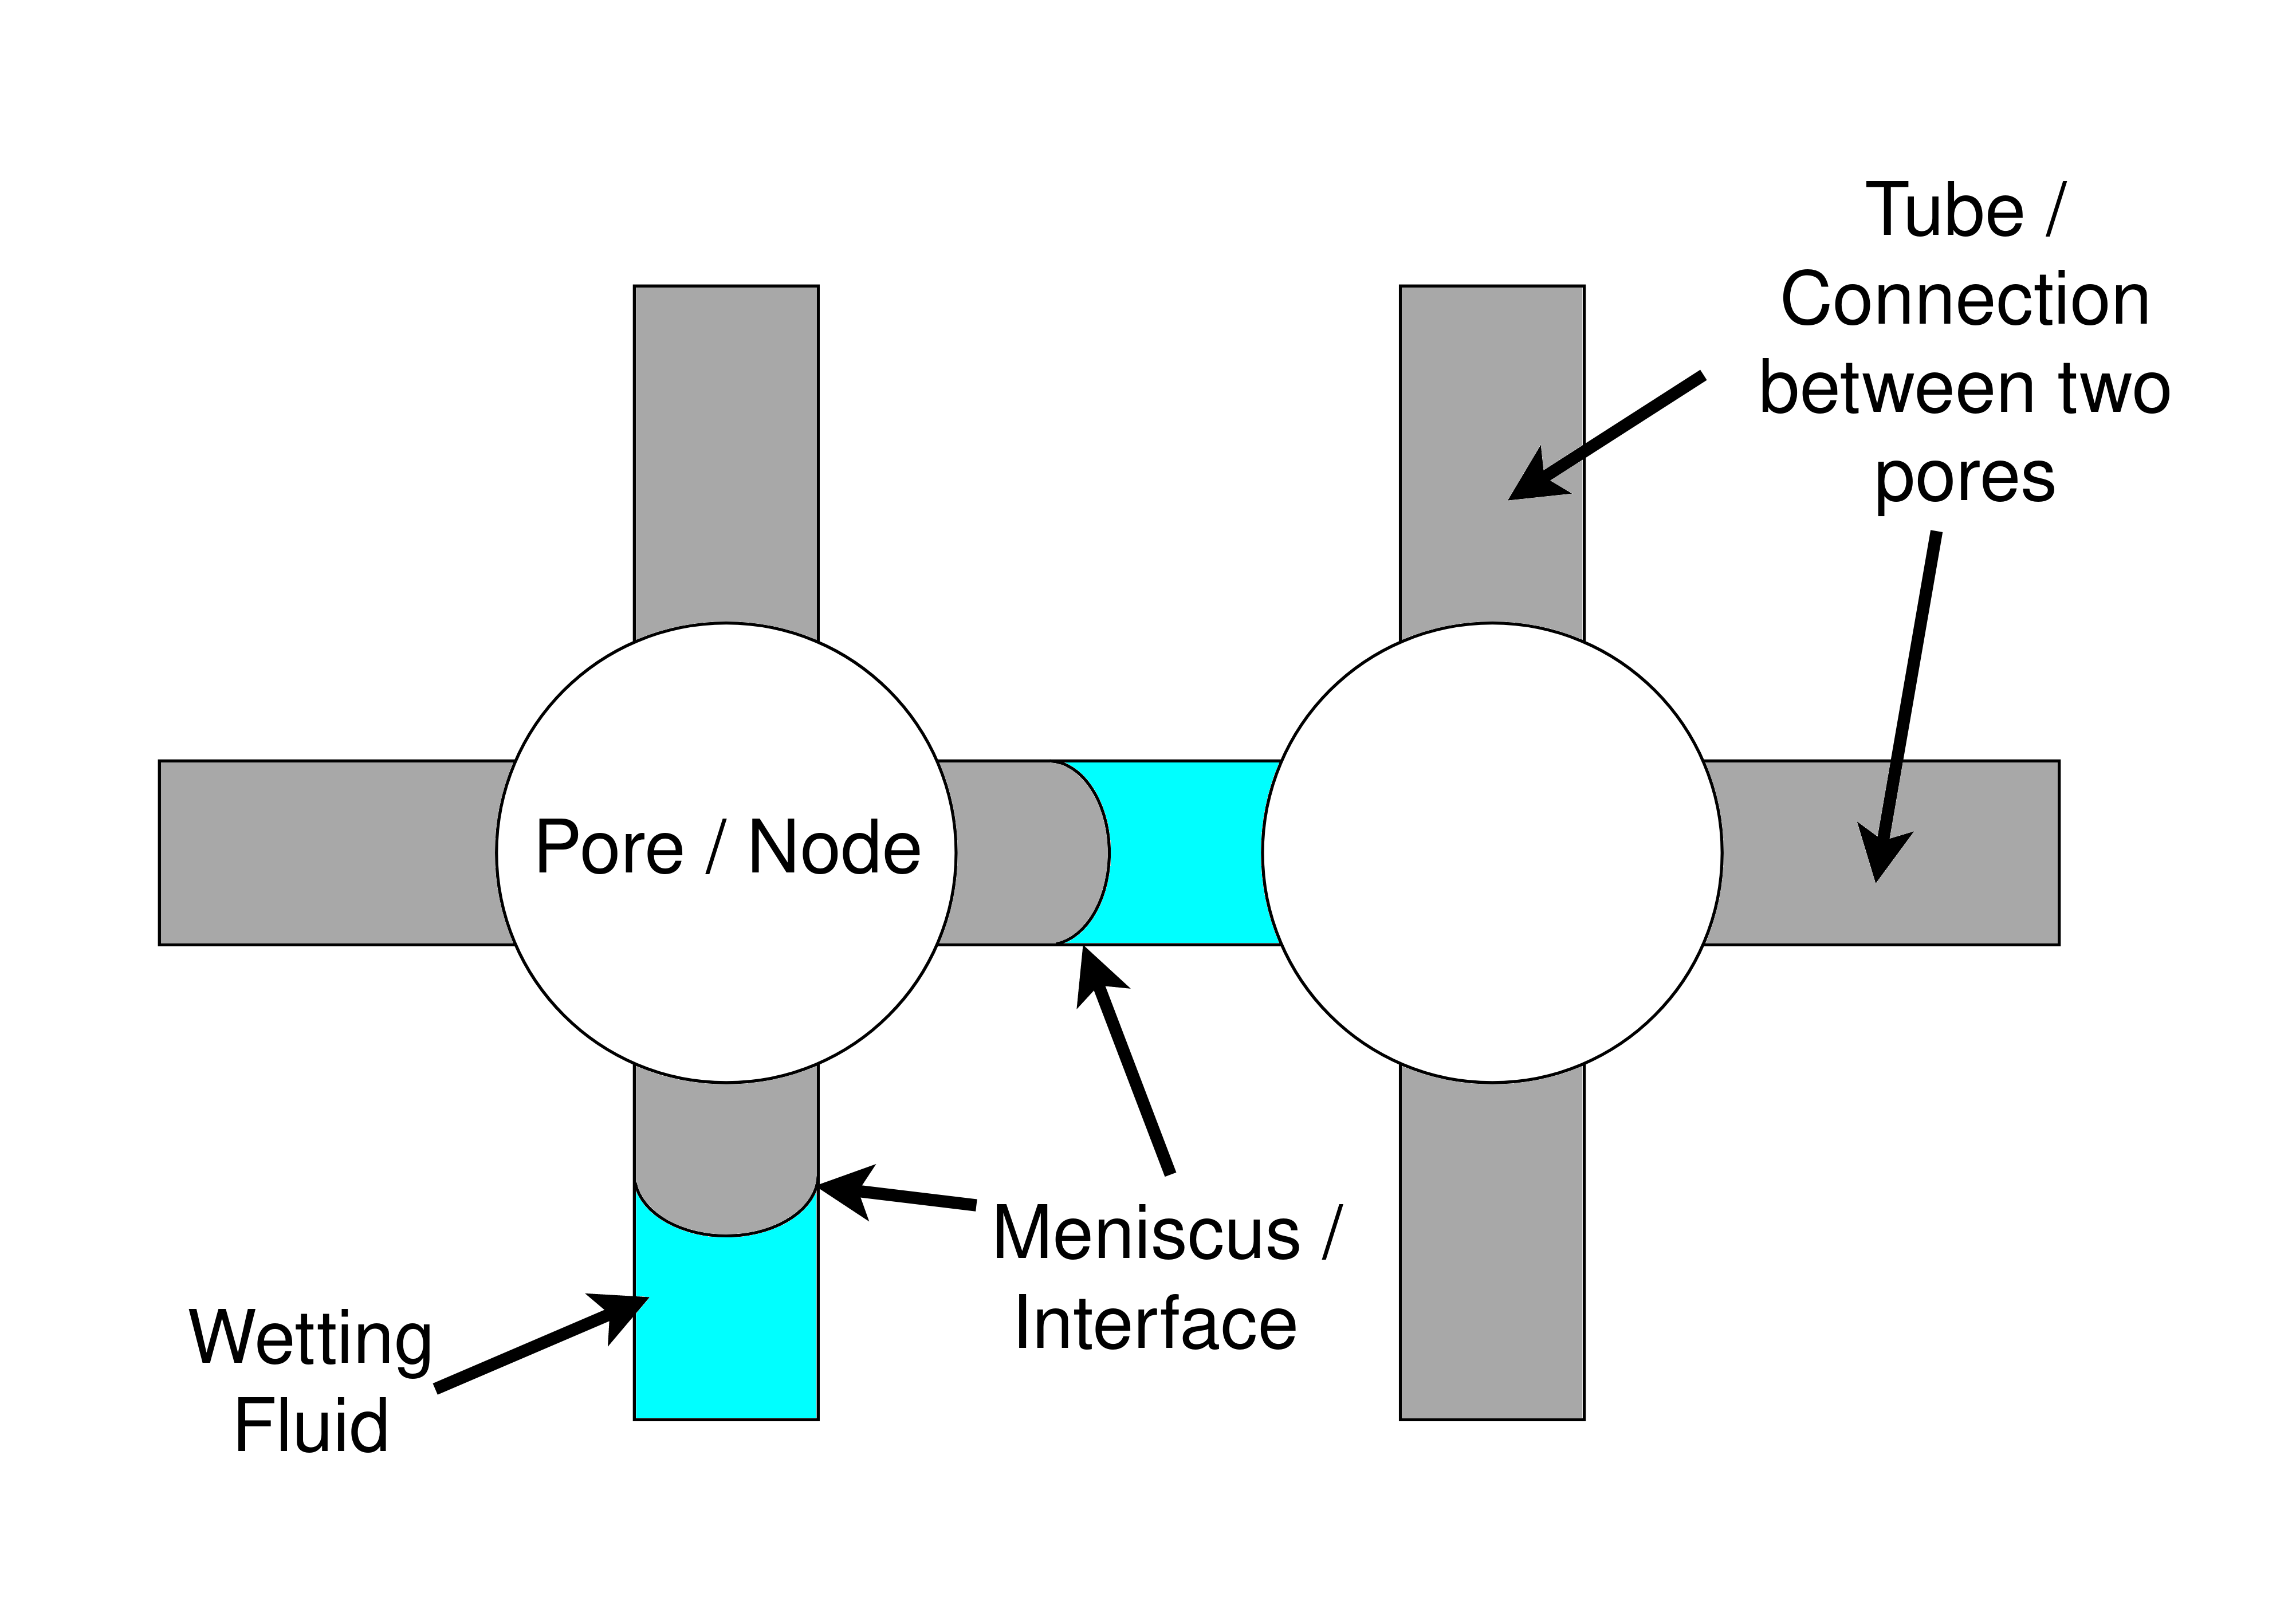 Tube /
Connection
between two
pores
Pore / Node
Meniscus /
Interface
Wetting
Fluid